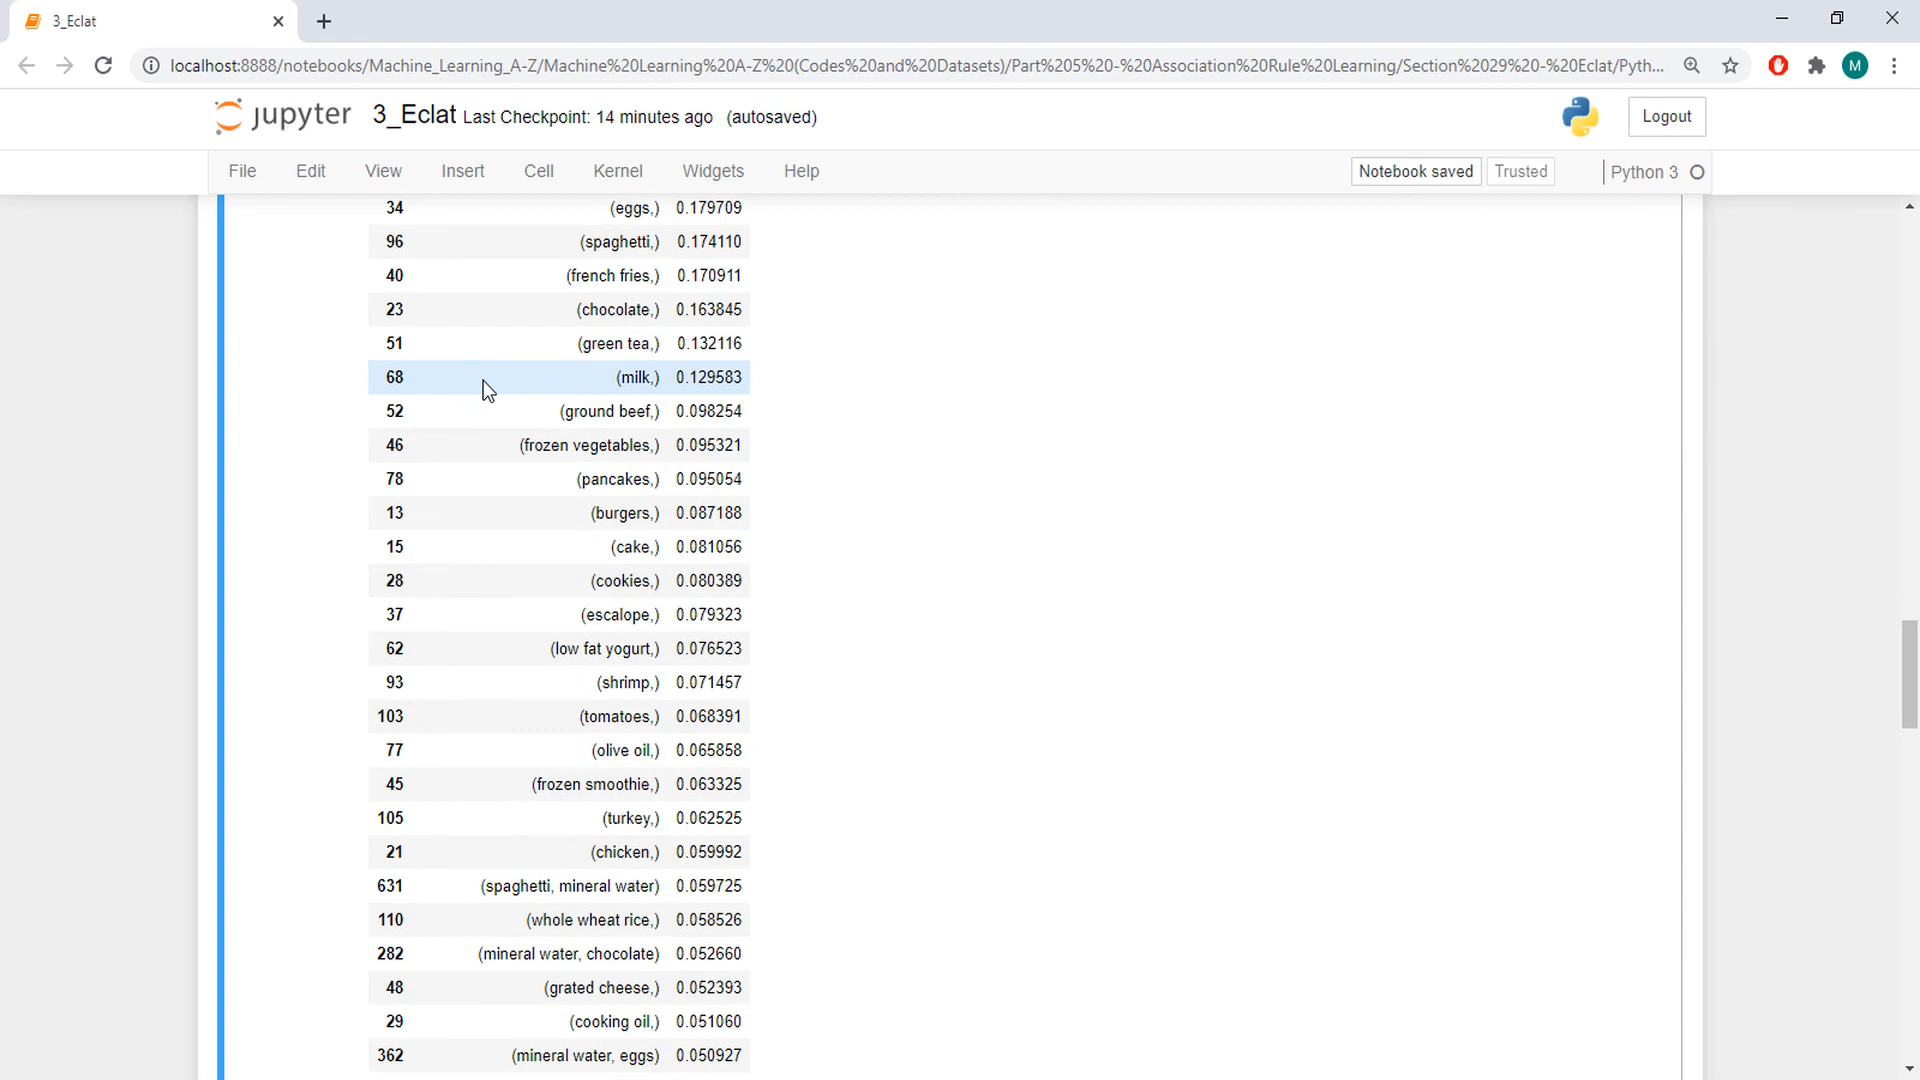 3_Eclat
localhost:8888/notebooks/Machine_Learning_A-Z/Machine%20Learning%20A-Z%20(Codes%20and%20Datasets)/Part%205%20-%20Association%20Rule%20Learning/Section%2029%20-%20Eclat/Pyth...
M
jupyter 3_Eclat Last Checkpoint: 14 minutes ago (autosaved)
Logout
File Edit View Insert Cell Kernel Widgets Help
Notebook saved Trusted Python 3
34 (eggs,) 0.179709
96 (spaghetti,) 0.174110
40 (french fries,) 0.170911
23 (chocolate,) 0.163845
51 (green tea,) 0.132116
68 (milk,) 0.129583
52 (ground beef,) 0.098254
46 (frozen vegetables,) 0.095321
78 (pancakes,) 0.095054
13 (burgers,) 0.087188
15 (cake,) 0.081056
28 (cookies,) 0.080389
37 (escalope,) 0.079323
62 (low fat yogurt,) 0.076523
93 (shrimp,) 0.071457
103 (tomatoes,) 0.068391
77 (olive oil,) 0.065858
45 (frozen smoothie,) 0.063325
105 (turkey,) 0.062525
21 (chicken,) 0.059992
631 (spaghetti, mineral water) 0.059725
110 (whole wheat rice,) 0.058526
282 (mineral water, chocolate) 0.052660
48 (grated cheese,) 0.052393
29 (cooking oil,) 0.051060
362 (mineral water, eggs) 0.050927